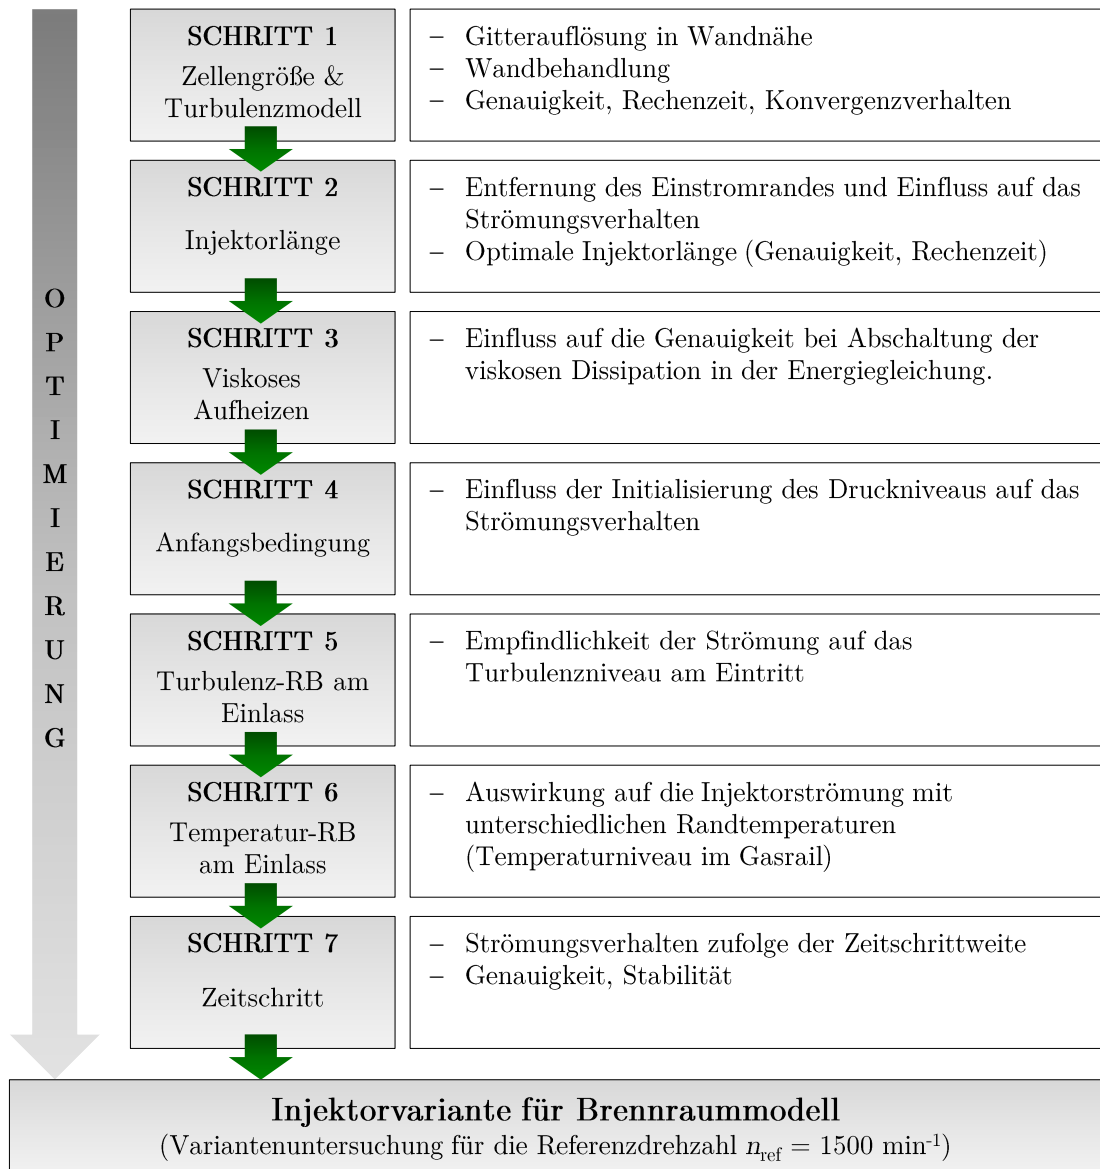 OPTIMIERUNG
SCHRITT 1
Zellengröße &
Turbulenzmodell
– Gitterauflösung in Wandnähe
– Wandbehandlung
– Genauigkeit, Rechenzeit, Konvergenzverhalten
SCHRITT 2
Injektorlänge
– Entfernung des Einstromrandes und Einfluss auf das
Strömungsverhalten
– Optimale Injektorlänge (Genauigkeit, Rechenzeit)
SCHRITT 3
Viskoses
Aufheizen
– Einfluss auf die Genauigkeit bei Abschaltung der
viskosen Dissipation in der Energiegleichung.
SCHRITT 4
Anfangsbedingung
– Einfluss der Initialisierung des Druckniveaus auf das
Strömungsverhalten
SCHRITT 5
Turbulenz-RB am
Einlass
– Empfindlichkeit der Strömung auf das
Turbulenzniveau am Eintritt
SCHRITT 6
Temperatur-RB
am Einlass
– Auswirkung auf die Injektorströmung mit
unterschiedlichen Randtemperaturen
(Temperaturniveau im Gasrail)
SCHRITT 7
Zeitschritt
– Strömungsverhalten zufolge der Zeitschrittweite
– Genauigkeit, Stabilität
Injektorvariante für Brennraummodell
(Variantenuntersuchung für die Referenzdrehzahl n_ref = 1500 min⁻¹)